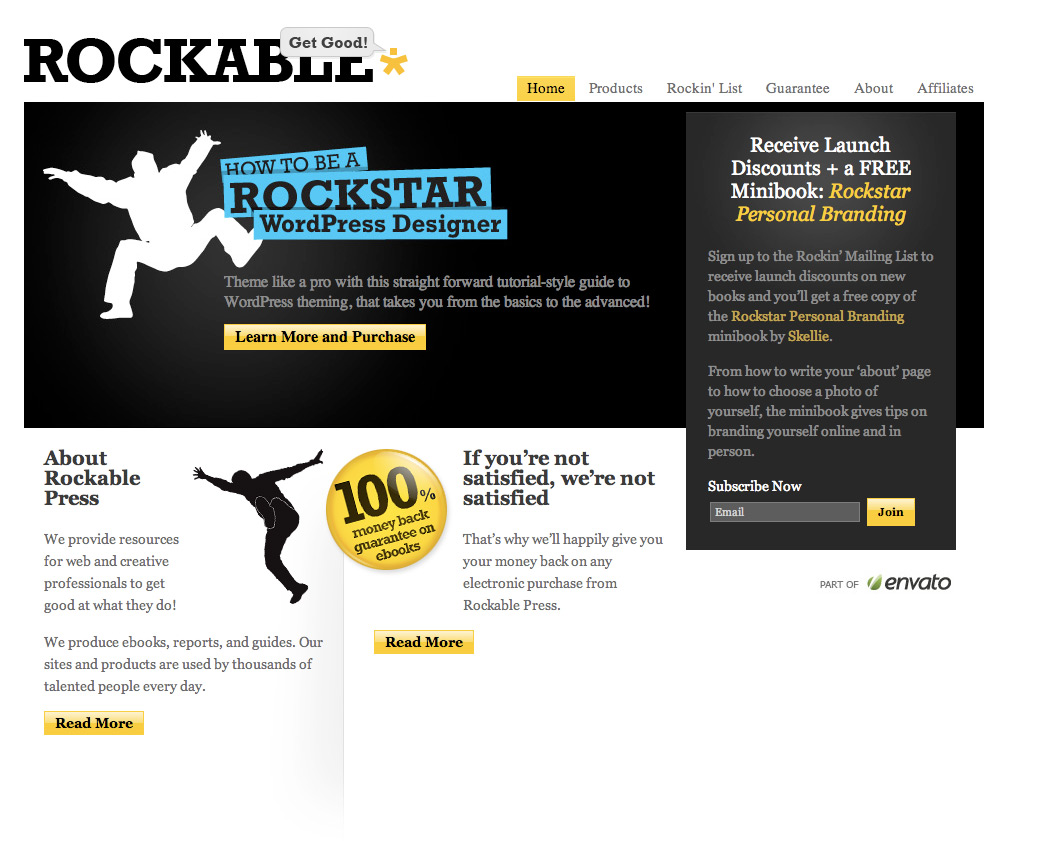 Get Good!
ROCKABLE*
Home Products Rockin' List Guarantee About Affiliates
HOW TO BE A
ROCKSTAR
WordPress Designer
Theme like a pro with this straight forward tutorial-style guide to
WordPress theming, that takes you from the basics to the advanced!
Learn More and Purchase
Receive Launch
Discounts + a FREE
Minibook: Rockstar
Personal Branding
Sign up to the Rockin’ Mailing List to
receive launch discounts on new
books and you’ll get a free copy of
the Rockstar Personal Branding
minibook by Skellie.
From how to write your ‘about’ page
to how to choose a photo of
yourself, the minibook gives tips on
branding yourself online and in
person.
Subscribe Now
Email Join
PART OF envato
About
Rockable
Press
We provide resources
for web and creative
professionals to get
good at what they do!
We produce ebooks, reports, and guides. Our
sites and products are used by thousands of
talented people every day.
Read More
100%
money back
guarantee on
ebooks
If you’re not
satisfied, we’re not
satisfied
That’s why we’ll happily give you
your money back on any
electronic purchase from
Rockable Press.
Read More